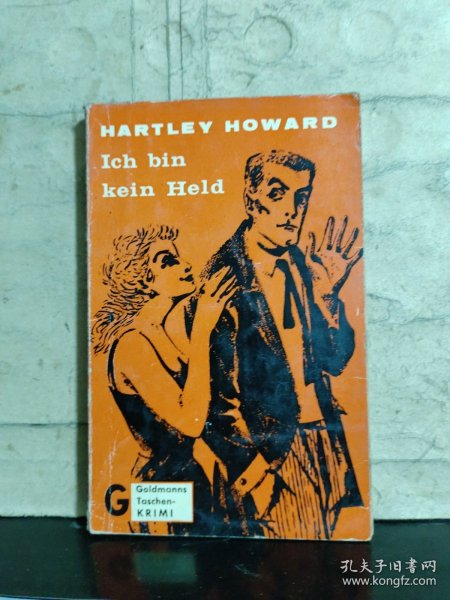 HARTLEY HOWARD
Ich bin
kein Held
G
Goldmanns
Taschen-
KRIMI
孔夫子旧书网
www.kongfz.com